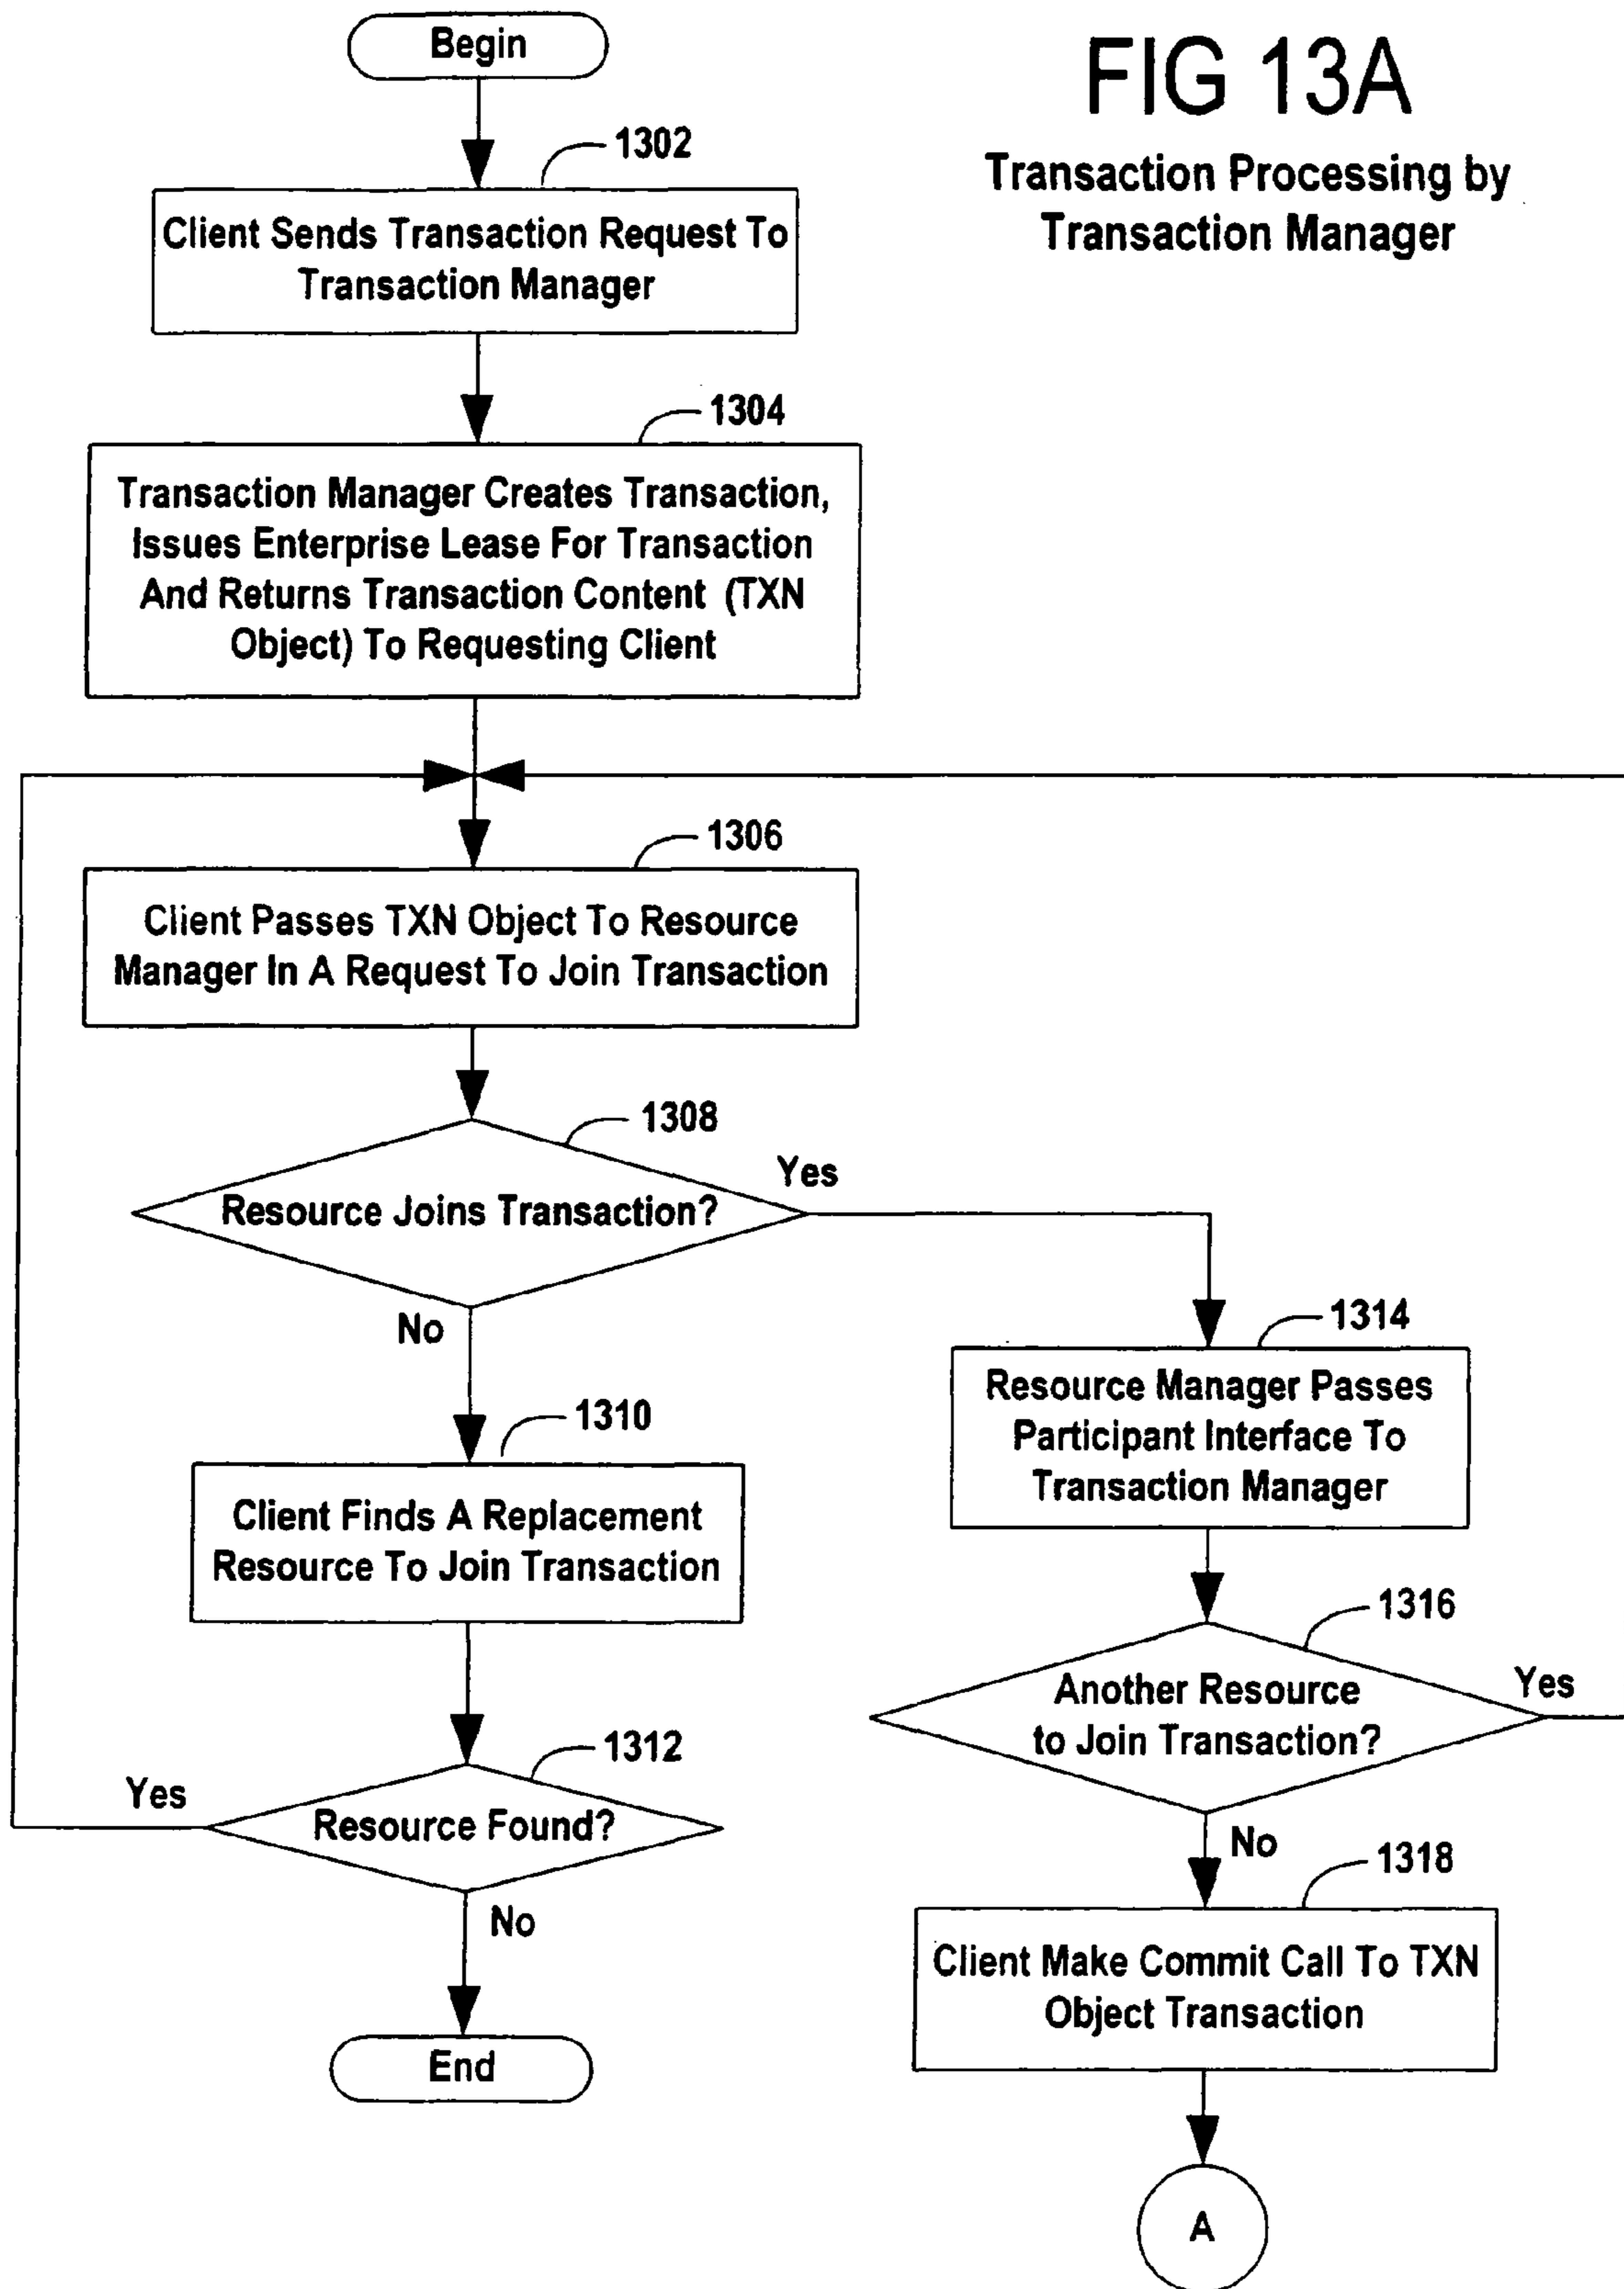 Begin
FIG 13A
Transaction Processing by
Transaction Manager
1302
Client Sends Transaction Request To
Transaction Manager
1304
Transaction Manager Creates Transaction,
Issues Enterprise Lease For Transaction
And Returns Transaction Content (TXN
Object) To Requesting Client
1306
Client Passes TXN Object To Resource
Manager In A Request To Join Transaction
1308
Resource Joins Transaction?
Yes
No
1310
Client Finds A Replacement
Resource To Join Transaction
1312
Resource Found?
Yes
No
End
1314
Resource Manager Passes
Participant Interface To
Transaction Manager
1316
Another Resource
to Join Transaction?
Yes
No
1318
Client Make Commit Call To TXN
Object Transaction
A